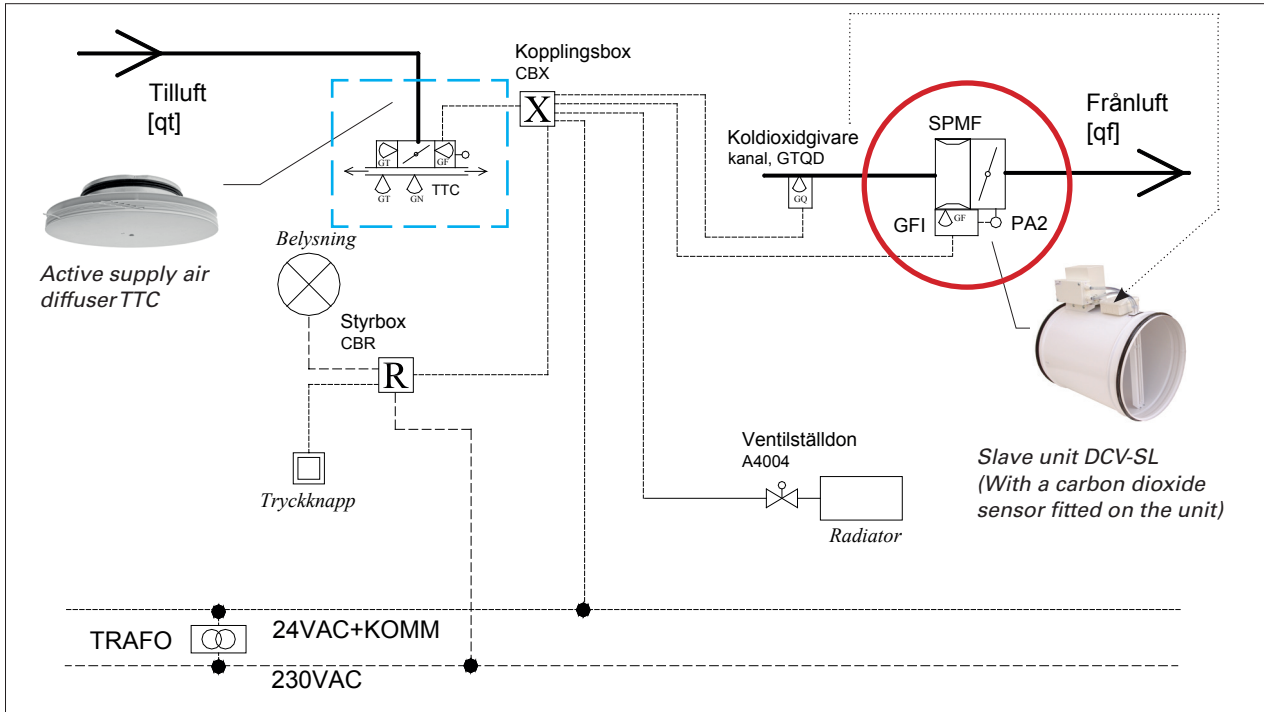 Tilluft
[qt]
Kopplingsbox
CBX
X
GT
GF
GT
GN
TTC
Koldioxidgivare
kanal, GTQD
GQ
SPMF
GFI
GF
PA2
Frånluft
[qf]
Active supply air
diffuser TTC
Belysning
Styrbox
CBR
R
Tryckknapp
Ventilställdon
A4004
Radiator
Slave unit DCV-SL
(With a carbon dioxide
sensor fitted on the unit)
TRAFO
24VAC+KOMM
230VAC